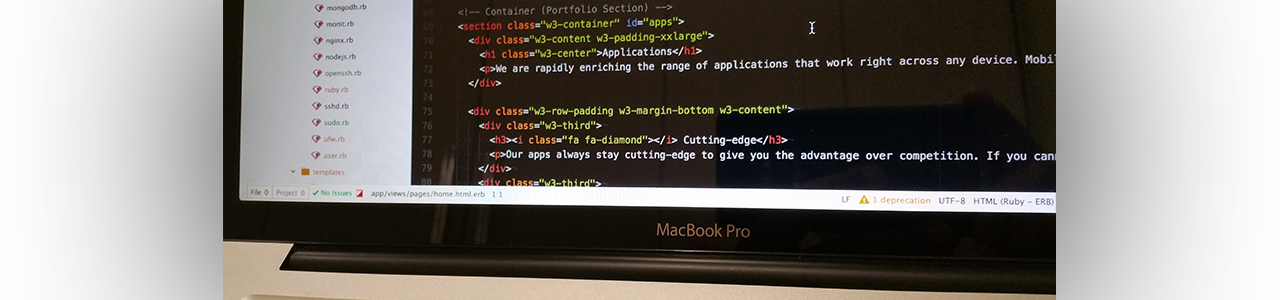 mongodb.rb
monit.rb
nginx.rb
nodejs.rb
openssh.rb
ruby.rb
sshd.rb
sudo.rb
ufw.rb
user.rb
templates
<!-- Container (Portfolio Section) -->
69 <section class="w3-container" id="apps">
70 <div class="w3-content w3-padding-xxlarge">
71 <h1 class="w3-center">Applications</h1>
72 <p>We are rapidly enriching the range of applications that work right across any device. Mobil
73 </div>
74
75 <div class="w3-row-padding w3-margin-bottom w3-content">
76 <div class="w3-third">
77 <h3><i class="fa fa-diamond"></i> Cutting-edge</h3>
78 <p>Our apps always stay cutting-edge to give you the advantage over competition. If you can
79 </div>
80 <div class="w3-third">
File 0 Project 0 No Issues app/views/pages/home.html.erb 1:1 LF 1 deprecation UTF-8 HTML (Ruby - ERB)
MacBook Pro